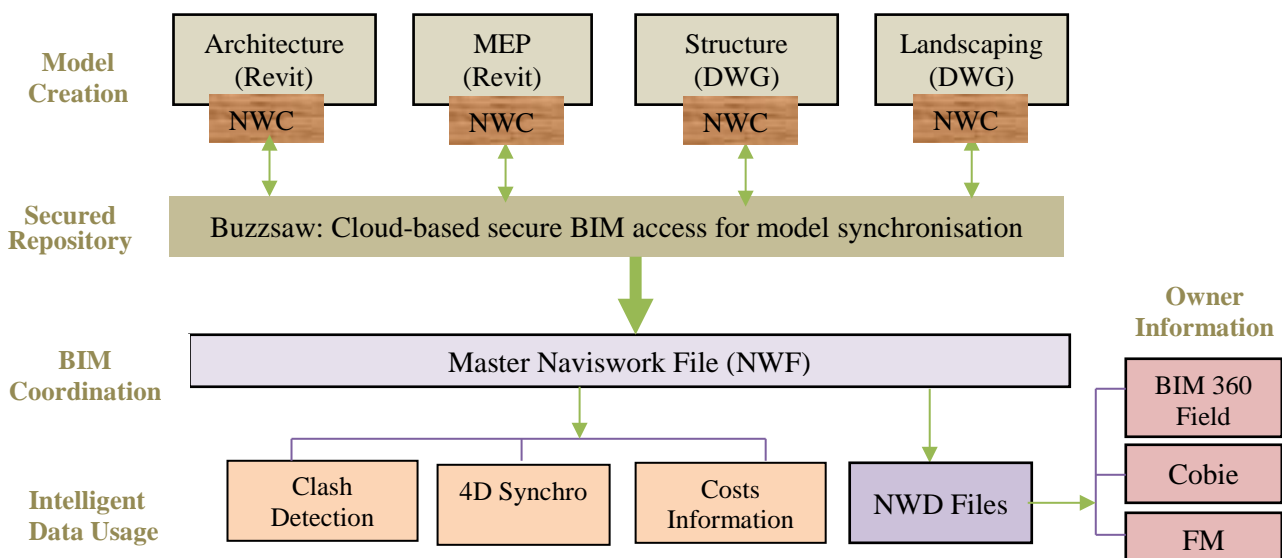 Model
Creation
Architecture
(Revit)
NWC
MEP
(Revit)
NWC
Structure
(DWG)
NWC
Landscaping
(DWG)
NWC
Secured
Repository
Buzzsaw: Cloud-based secure BIM access for model synchronisation
BIM
Coordination
Master Naviswork File (NWF)
Owner
Information
BIM 360
Field
Cobie
FM
Intelligent
Data Usage
Clash
Detection
4D Synchro
Costs
Information
NWD Files